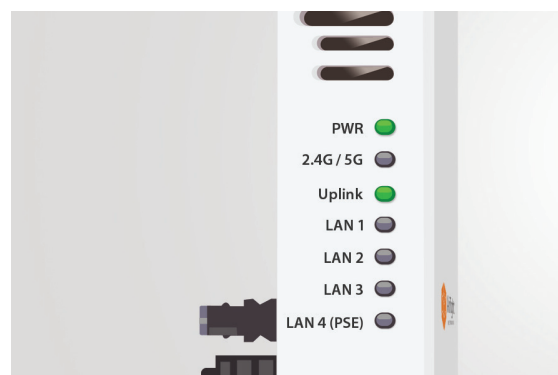 PWR
2.4G / 5G
Uplink
LAN 1
LAN 2
LAN 3
LAN 4 (PSE)